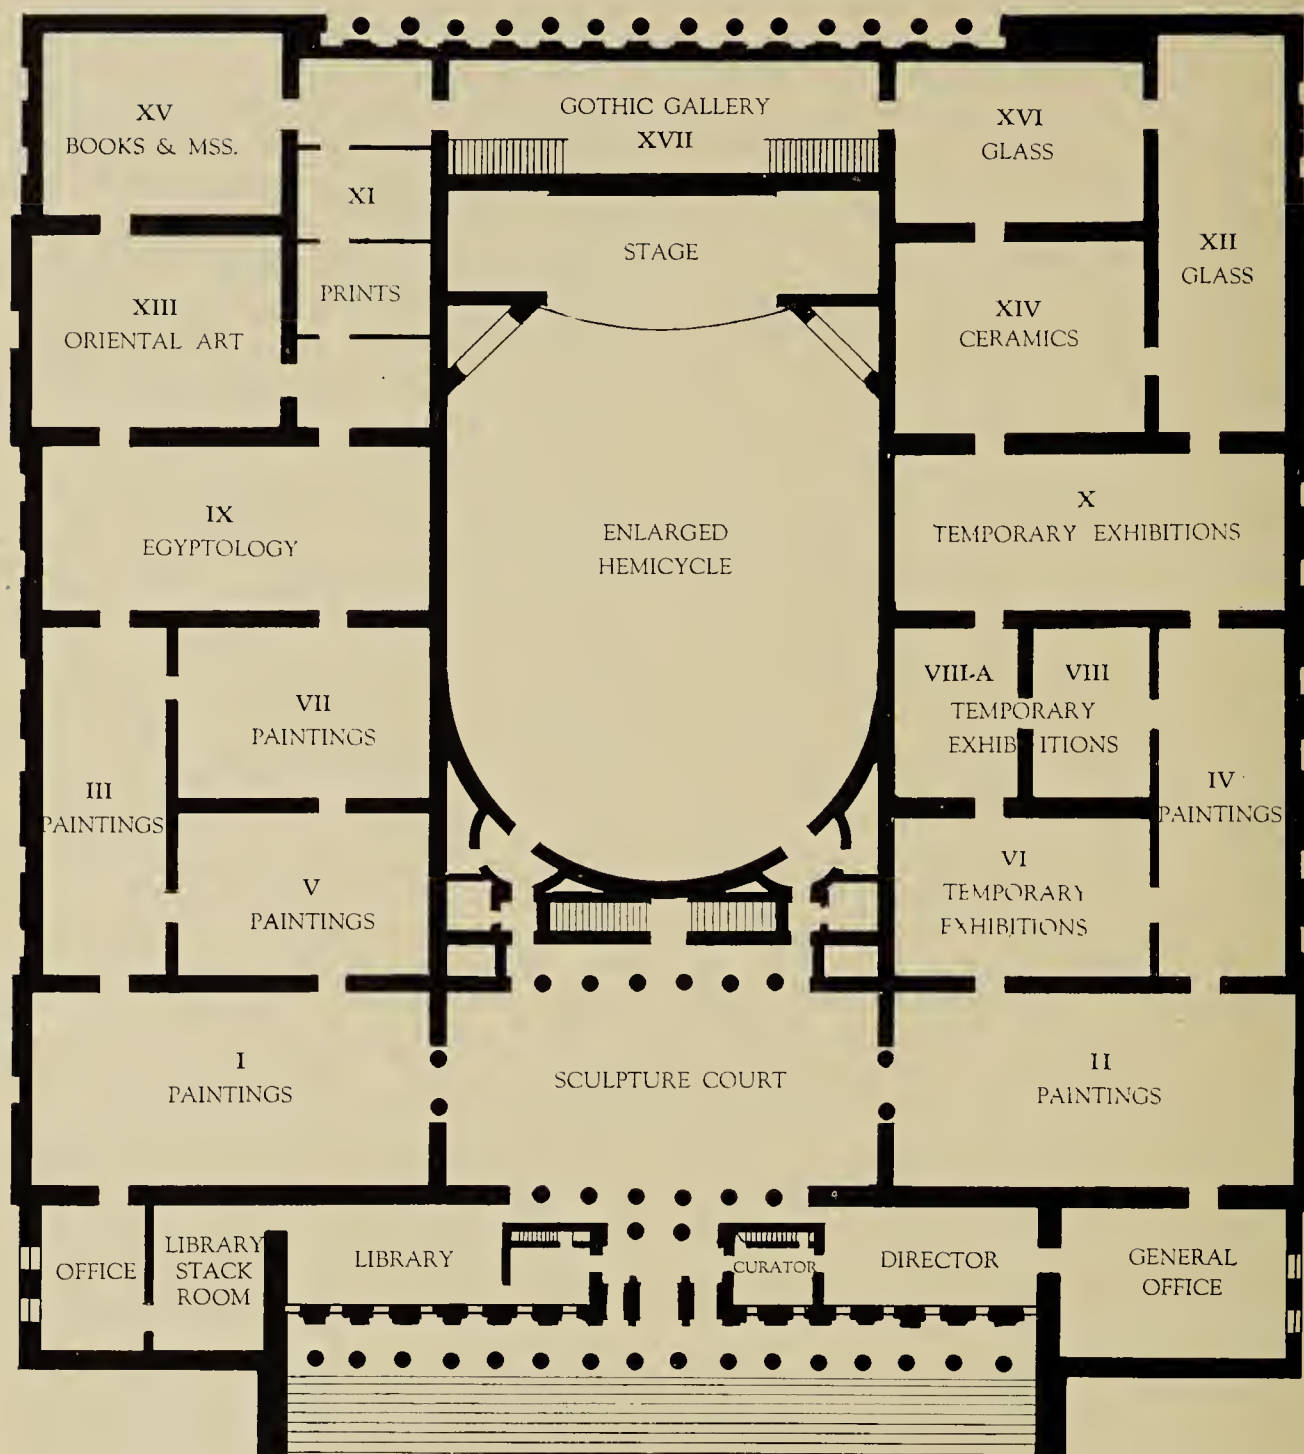 XV
BOOKS & MSS.
GOTHIC GALLERY
XVII
XVI
GLASS
XI
PRINTS
STAGE
XII
GLASS
XIII
ORIENTAL ART
XIV
CERAMICS
IX
EGYPTOLOGY
ENLARGED
HEMICYCLE
X
TEMPORARY EXHIBITIONS
VII
PAINTINGS
VIII-A
VIII
TEMPORARY
EXHIBITIONS
III
PAINTINGS
IV
PAINTINGS
V
PAINTINGS
VI
TEMPORARY
EXHIBITIONS
I
PAINTINGS
SCULPTURE COURT
II
PAINTINGS
OFFICE
LIBRARY
STACK
ROOM
LIBRARY
CURATOR
DIRECTOR
GENERAL
OFFICE